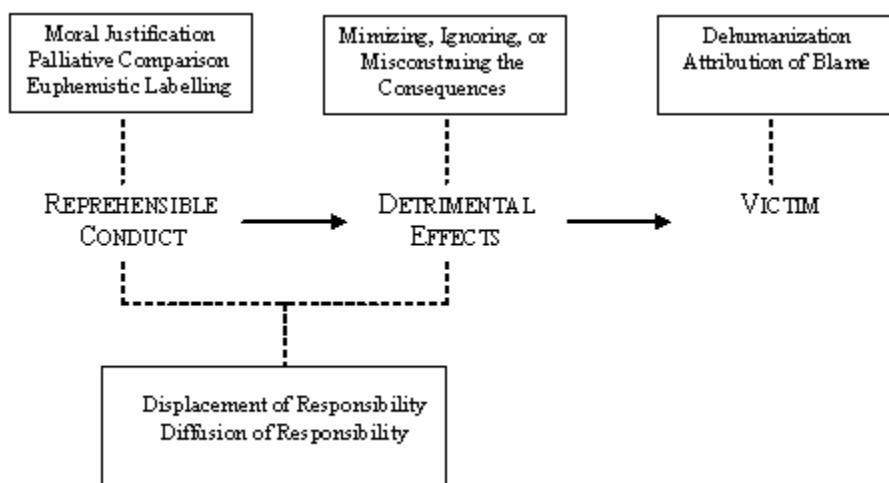 Moral Justification
Palliative Comparison
Euphemistic Labelling
Mimizing, Ignoring, or
Misconstruing the
Consequences
Dehumanization
Attribution of Blame
REPREHENSIBLE
CONDUCT
DETRIMENTAL
EFFECTS
VICTIM
Displacement of Responsibility
Diffusion of Responsibility